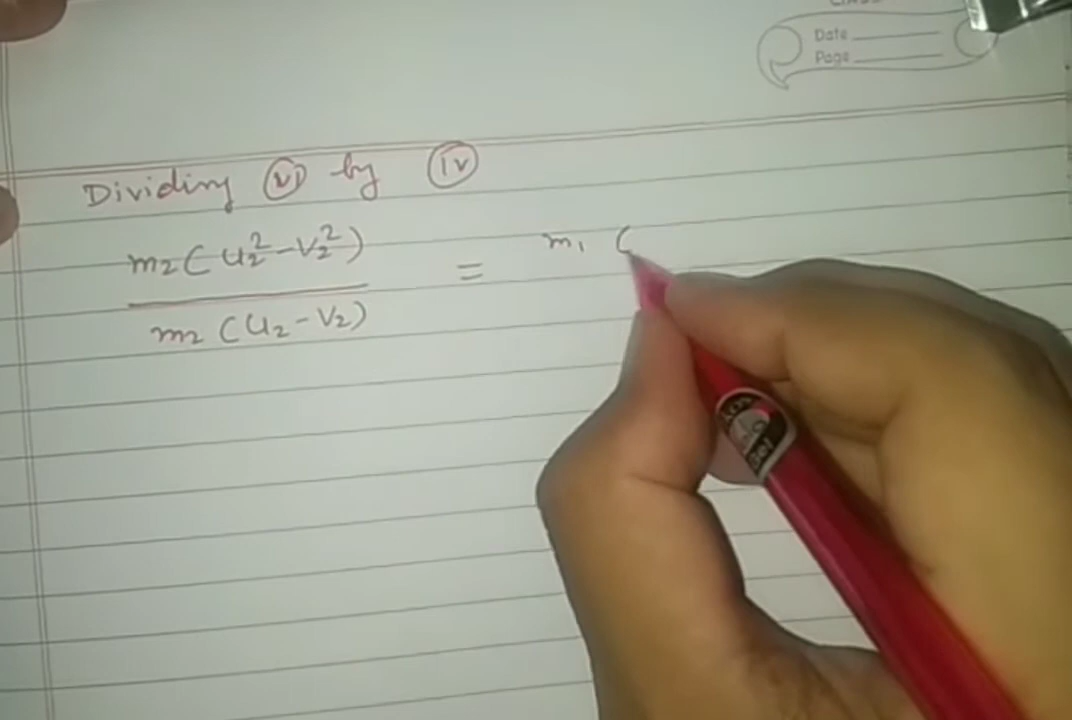 Date
Page
Dividing (vi) by (iv)
m₂(u₂²-v₂²) / m₂(u₂-v₂) = m₁(